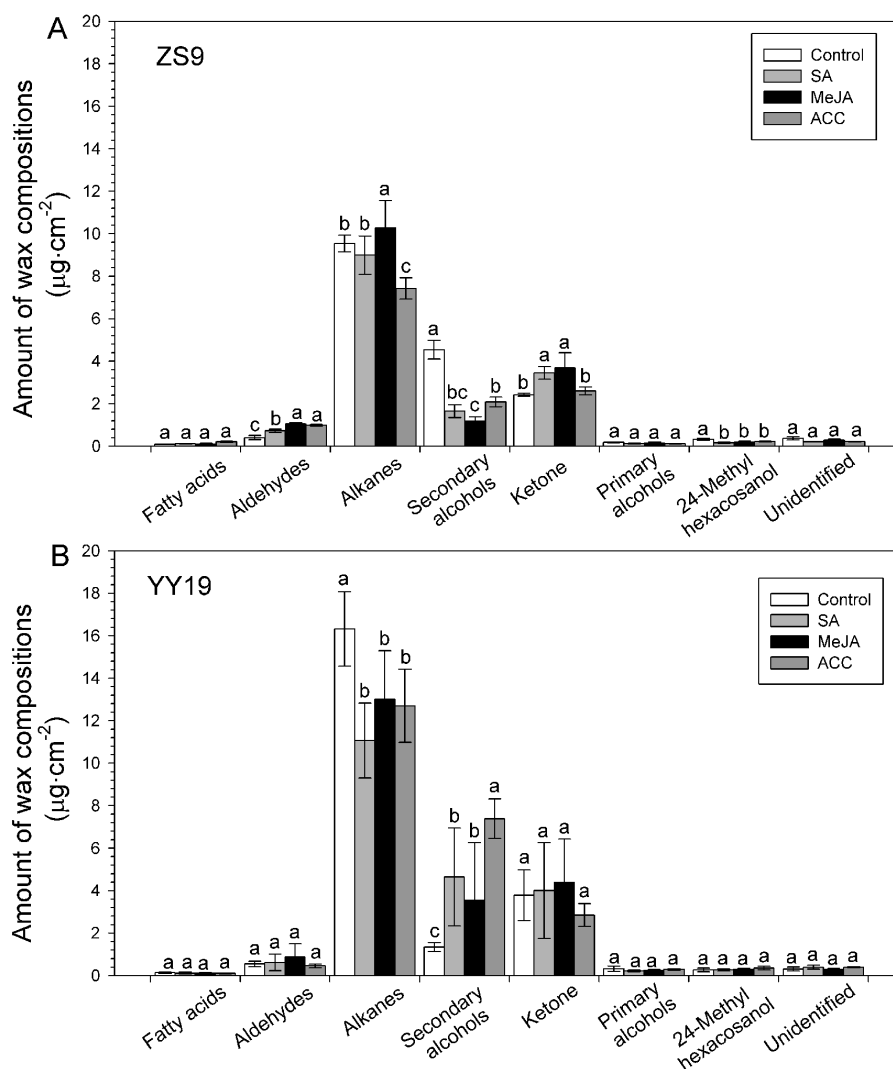 A
ZS9
Control
SA
MeJA
ACC
Amount of wax compositions
(μg·cm⁻²)
20
18
16
14
12
10
8
6
4
2
0
a a a a
c b a a
b b a c
a bc c b
b a a b
a a a a
a b b b
a a a a
Fatty acids
Aldehydes
Alkanes
Secondary
alcohols
Ketone
Primary
alcohols
24-Methyl
hexacosanol
Unidentified
B
YY19
Control
SA
MeJA
ACC
Amount of wax compositions
(μg·cm⁻²)
20
18
16
14
12
10
8
6
4
2
0
a a a a
a a a a
a b b b
c b b a
a a a a
a a a a
a a a a
a a a a
Fatty acids
Aldehydes
Alkanes
Secondary
alcohols
Ketone
Primary
alcohols
24-Methyl
hexacosanol
Unidentified